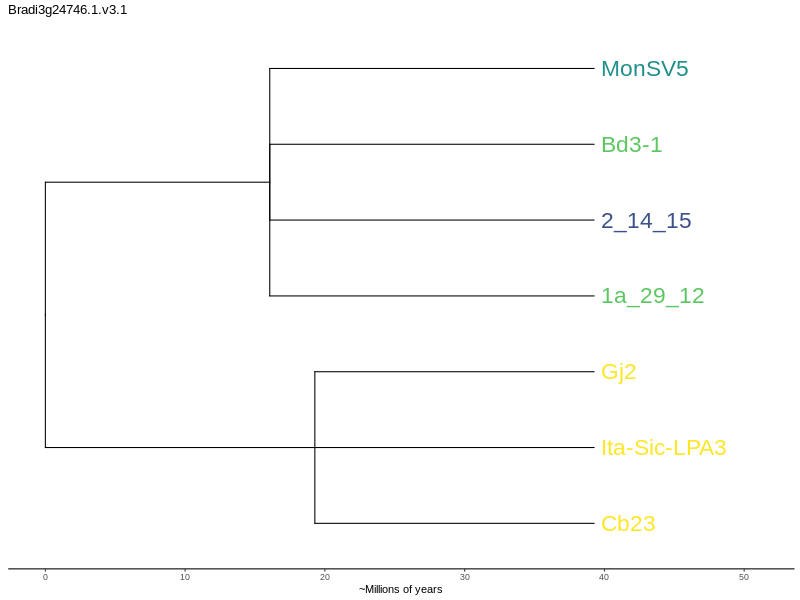 Bradi3g24746.1.v3.1
MonSV5
Bd3-1
2_14_15
1a_29_12
Gj2
Ita-Sic-LPA3
Cb23
0 10 20 30 40 50
~Millions of years